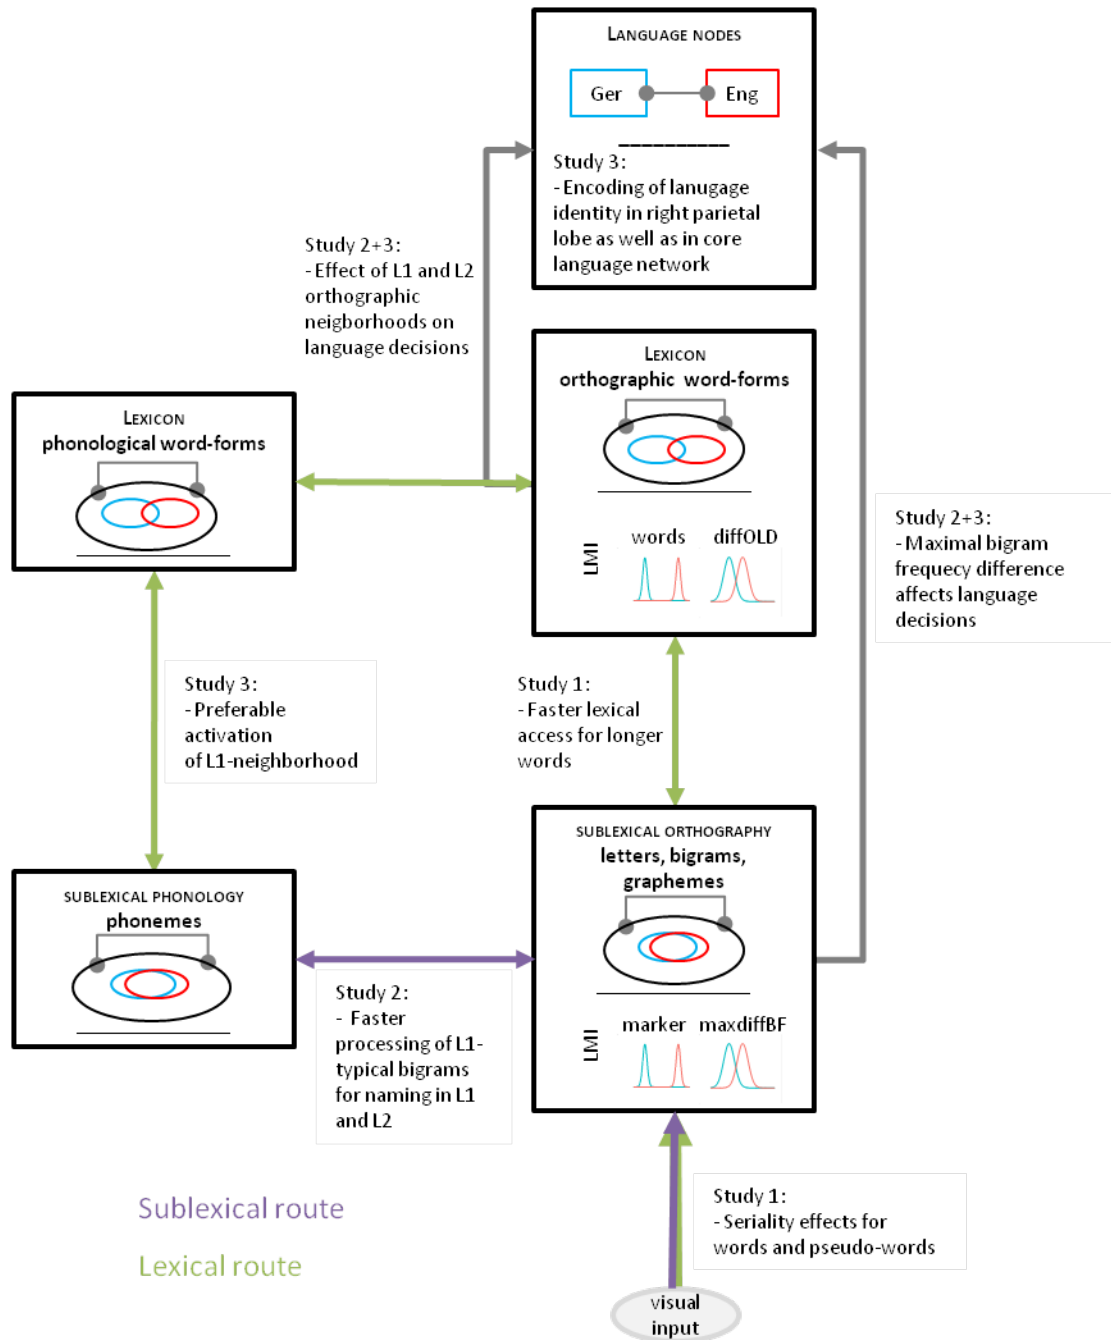 LANGUAGE NODES
Ger
Eng
Study 3:
- Encoding of lanugage
identity in right parietal
lobe as well as in core
language network
Study 2+3:
- Effect of L1 and L2
orthographic
neigborhoods on
language decisions
LEXICON
orthographic word-forms
LMI
words
diffOLD
LEXICON
phonological word-forms
Study 2+3:
- Maximal bigram
frequecy difference
affects language
decisions
Study 3:
- Preferable
activation
of L1-neighborhood
Study 1:
- Faster lexical
access for longer
words
SUBLEXICAL ORTHOGRAPHY
letters, bigrams,
graphemes
LMI
marker
maxdiffBF
SUBLEXICAL PHONOLOGY
phonemes
Study 2:
- Faster
processing of L1-
typical bigrams
for naming in L1
and L2
Study 1:
- Seriality effects for
words and pseudo-words
Sublexical route
Lexical route
visual
input